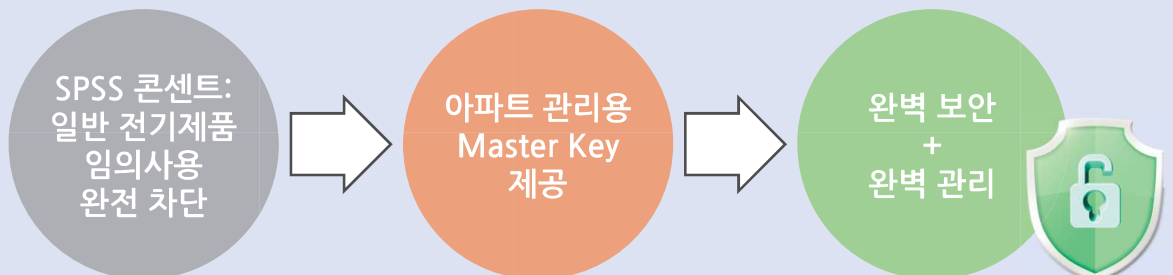 SPSS 콘센트:
일반 전기제품
임의사용
완전 차단
아파트 관리용
Master Key
제공
완벽 보안
+
완벽 관리